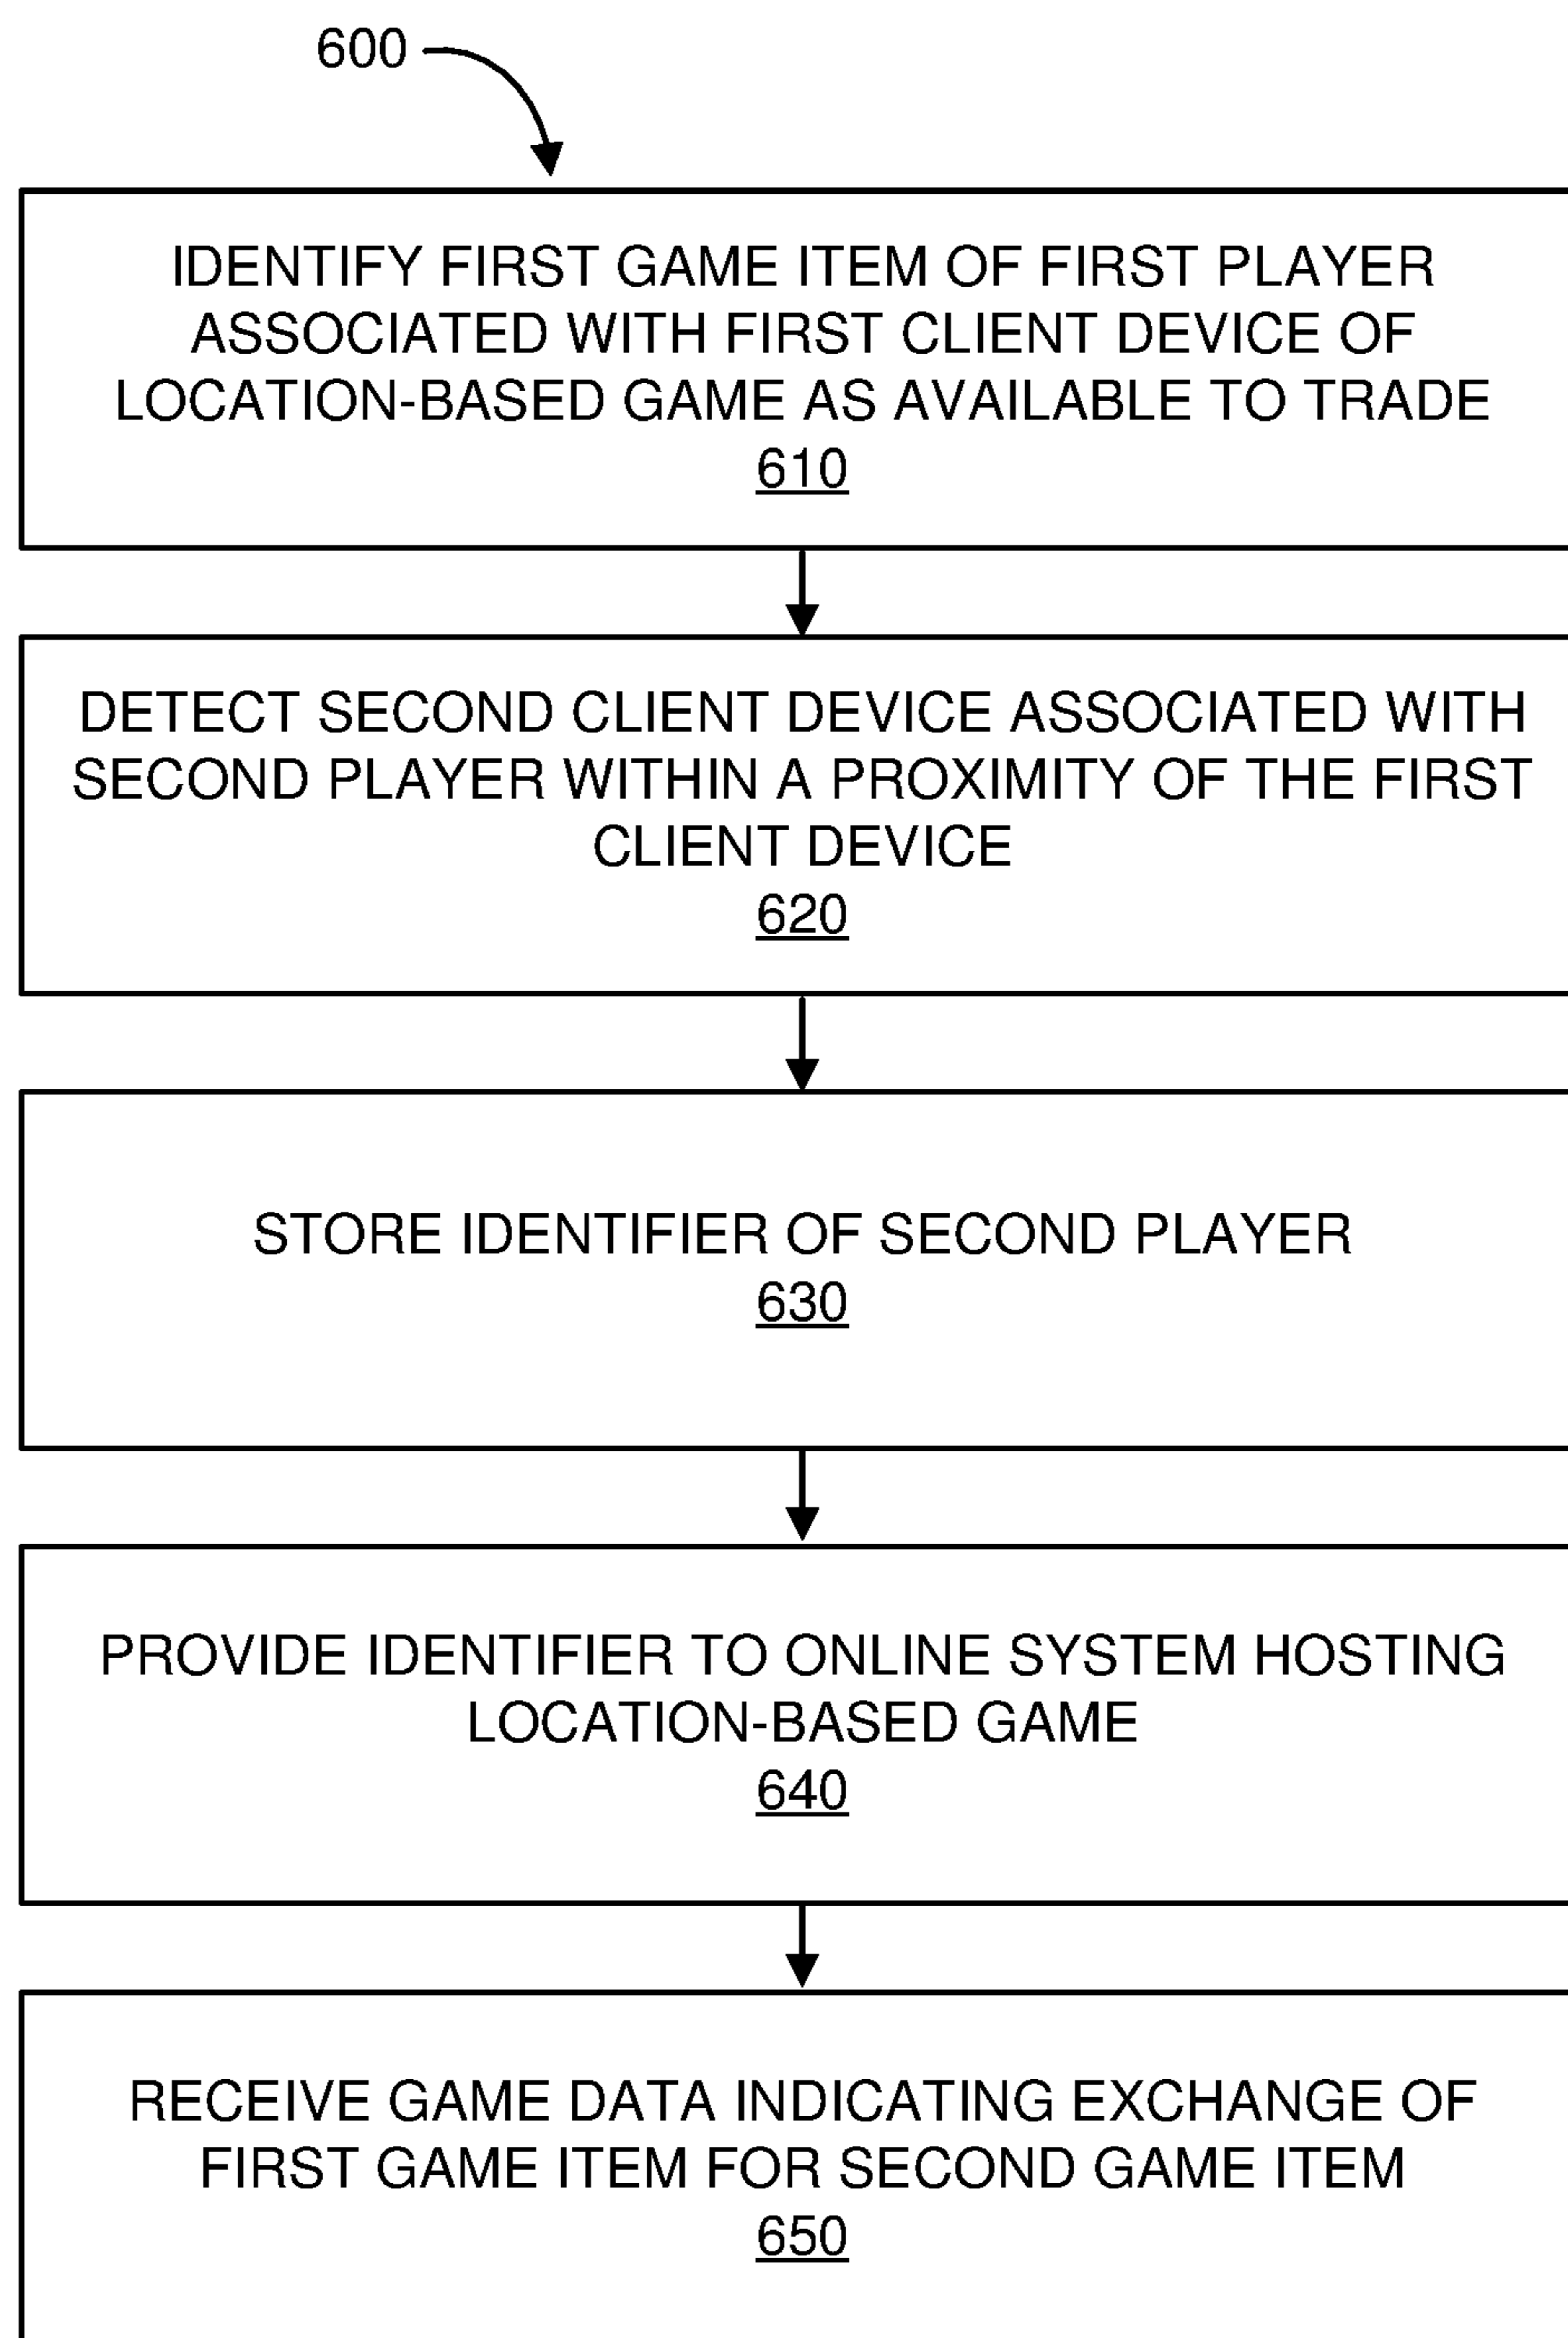 600
IDENTIFY FIRST GAME ITEM OF FIRST PLAYER
ASSOCIATED WITH FIRST CLIENT DEVICE OF
LOCATION-BASED GAME AS AVAILABLE TO TRADE
610
DETECT SECOND CLIENT DEVICE ASSOCIATED WITH
SECOND PLAYER WITHIN A PROXIMITY OF THE FIRST
CLIENT DEVICE
620
STORE IDENTIFIER OF SECOND PLAYER
630
PROVIDE IDENTIFIER TO ONLINE SYSTEM HOSTING
LOCATION-BASED GAME
640
RECEIVE GAME DATA INDICATING EXCHANGE OF
FIRST GAME ITEM FOR SECOND GAME ITEM
650